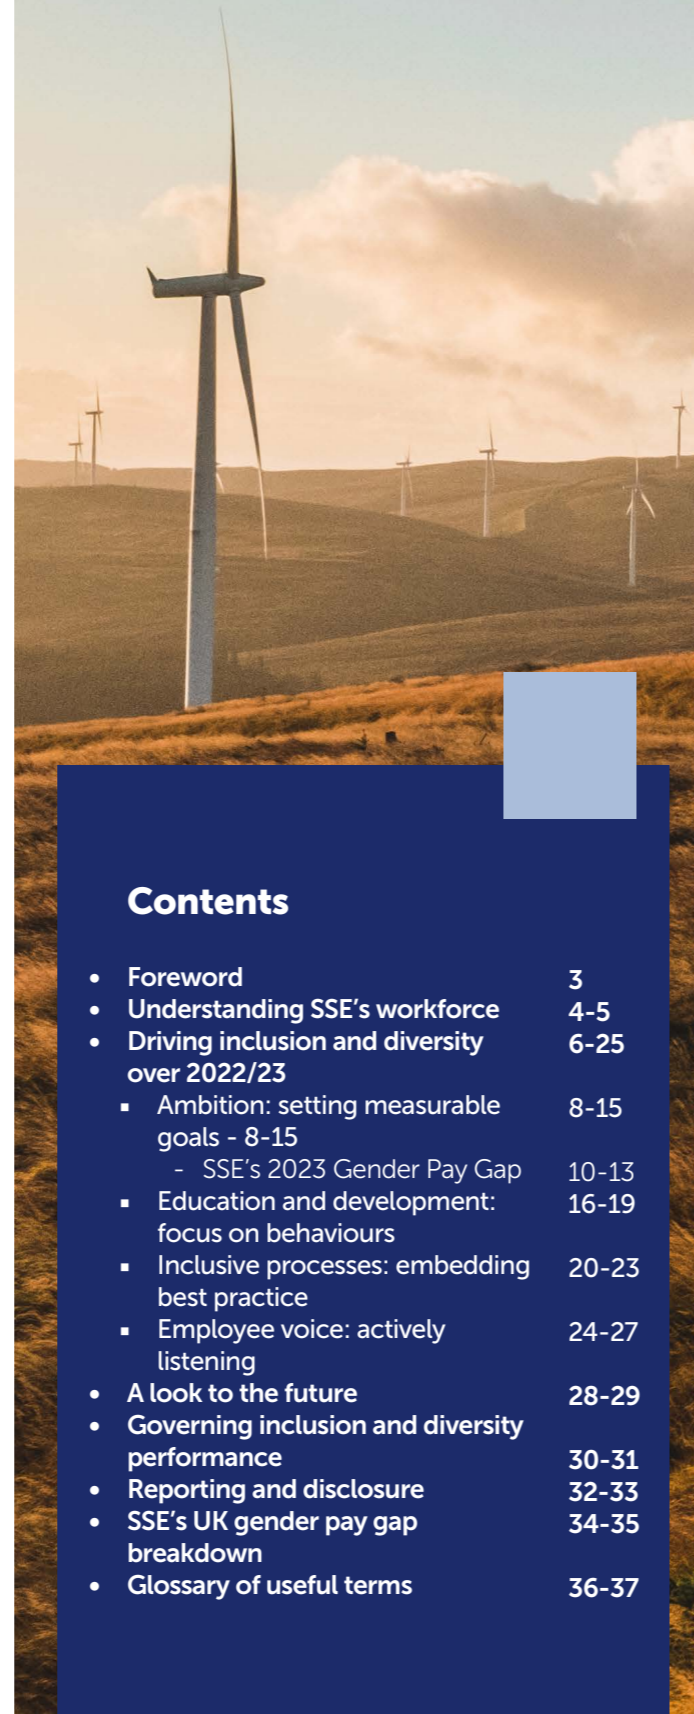 Contents
• Foreword 3
• Understanding SSE's workforce 4-5
• Driving inclusion and diversity 6-25
over 2022/23
▪ Ambition: setting measurable 8-15
goals - 8-15
- SSE's 2023 Gender Pay Gap 10-13
▪ Education and development: 16-19
focus on behaviours
▪ Inclusive processes: embedding 20-23
best practice
▪ Employee voice: actively 24-27
listening
• A look to the future 28-29
• Governing inclusion and diversity
performance 30-31
• Reporting and disclosure 32-33
• SSE's UK gender pay gap 34-35
breakdown
• Glossary of useful terms 36-37